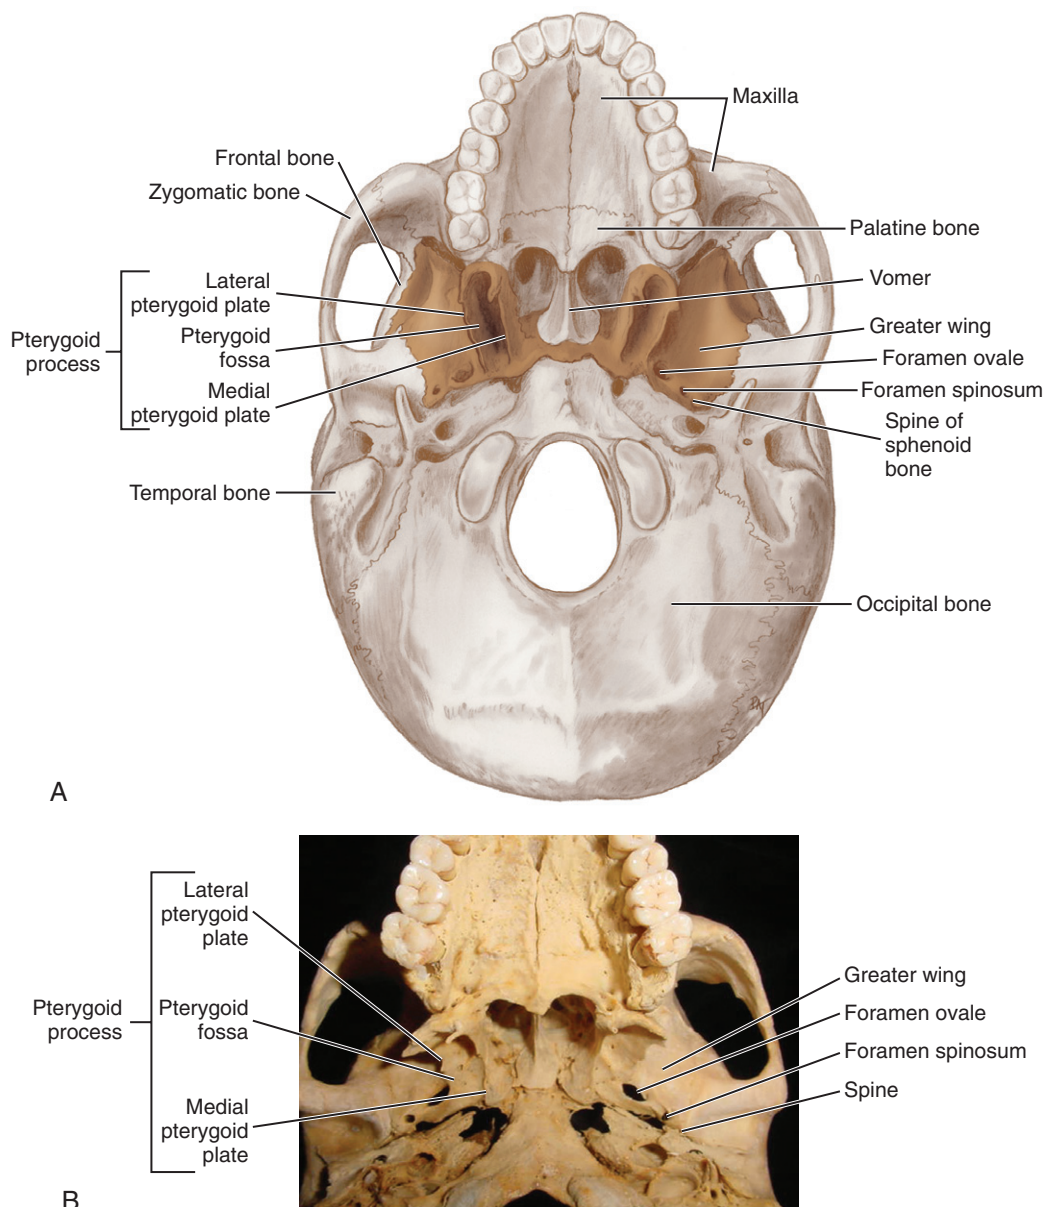 Maxilla
Frontal bone
Zygomatic bone
Palatine bone
Lateral
pterygoid plate
Vomer
Pterygoid
process
Pterygoid
fossa
Greater wing
Foramen ovale
Medial
pterygoid plate
Foramen spinosum
Spine of
sphenoid
bone
Temporal bone
Occipital bone
A
Lateral
pterygoid
plate
Pterygoid
process
Pterygoid
fossa
Medial
pterygoid
plate
Greater wing
Foramen ovale
Foramen spinosum
Spine
B